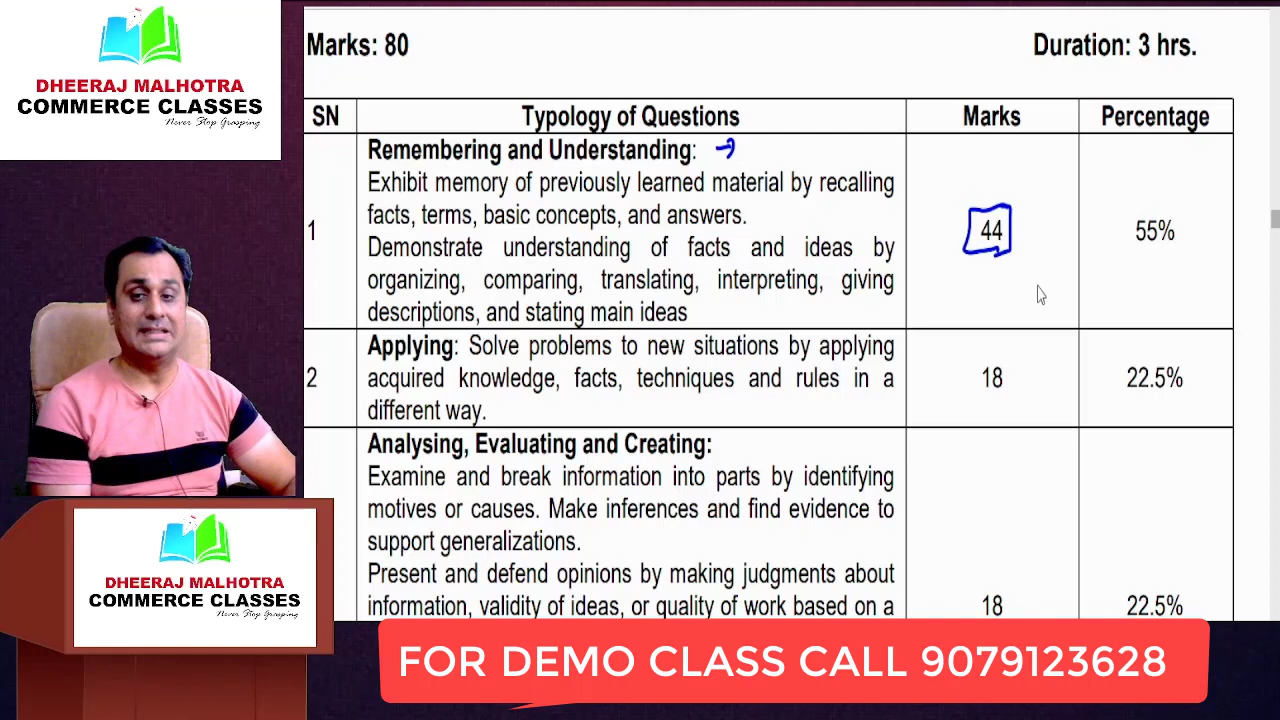 DHEERAJ MALHOTRA
COMMERCE CLASSES
Never Stop Grasping
Marks: 80
Duration: 3 hrs.
SN
Typology of Questions
Marks
Percentage
1
Remembering and Understanding:
Exhibit memory of previously learned material by recalling
facts, terms, basic concepts, and answers.
Demonstrate understanding of facts and ideas by
organizing, comparing, translating, interpreting, giving
descriptions, and stating main ideas
44
55%
2
Applying: Solve problems to new situations by applying
acquired knowledge, facts, techniques and rules in a
different way.
18
22.5%
Analysing, Evaluating and Creating:
Examine and break information into parts by identifying
motives or causes. Make inferences and find evidence to
support generalizations.
Present and defend opinions by making judgments about
information, validity of ideas, or quality of work based on a
18
22.5%
DHEERAJ MALHOTRA
COMMERCE CLASSES
Never Stop Grasping
FOR DEMO CLASS CALL 9079123628